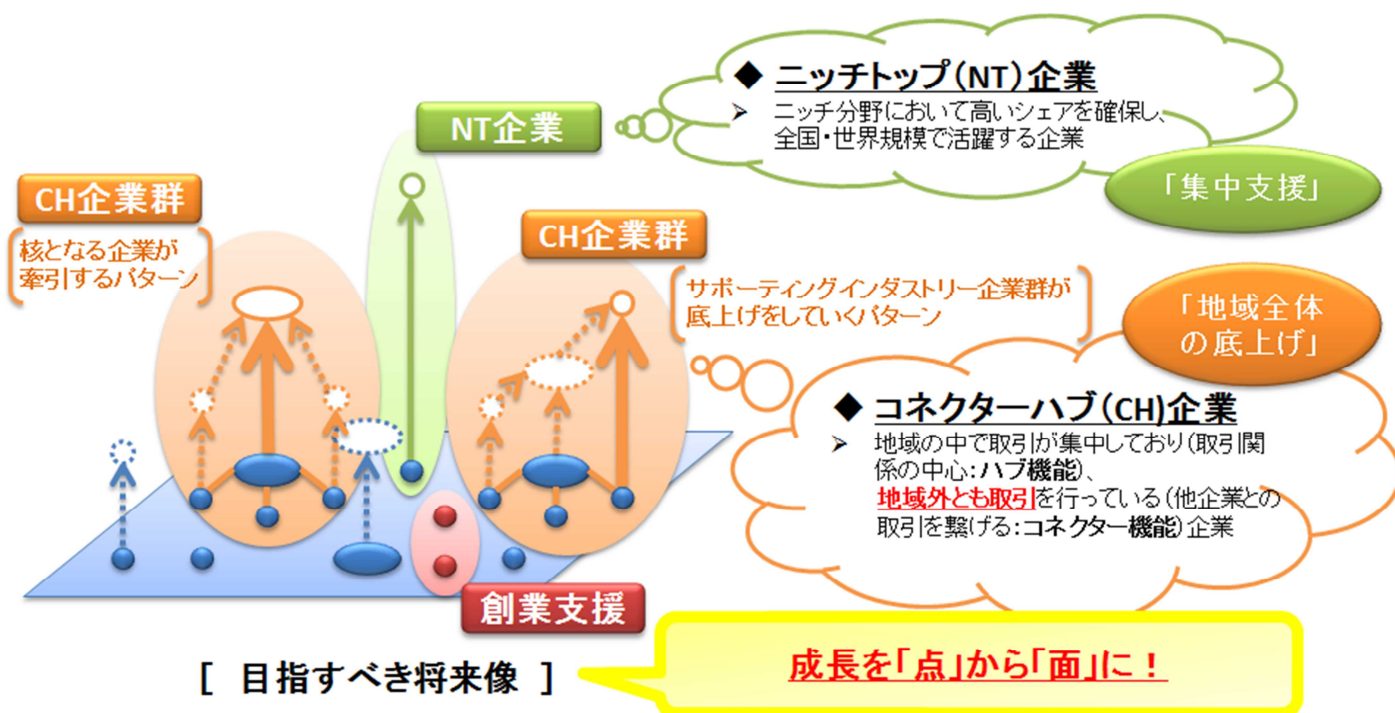 ◆ ニッチトップ(NT)企業
➢ ニッチ分野において高いシェアを確保し、
全国・世界規模で活躍する企業
「集中支援」
NT企業
CH企業群
核となる企業が
牽引するパターン
CH企業群
サポーティングインダストリー企業群が
底上げをしていくパターン
「地域全体
の底上げ」
◆ コネクターハブ(CH)企業
➢ 地域の中で取引が集中しており(取引関
係の中心:ハブ機能)、
地域外とも取引を行っている(他企業との
取引を繋げる:コネクター機能)企業
創業支援
[ 目指すべき将来像 ]
成長を「点」から「面」に!